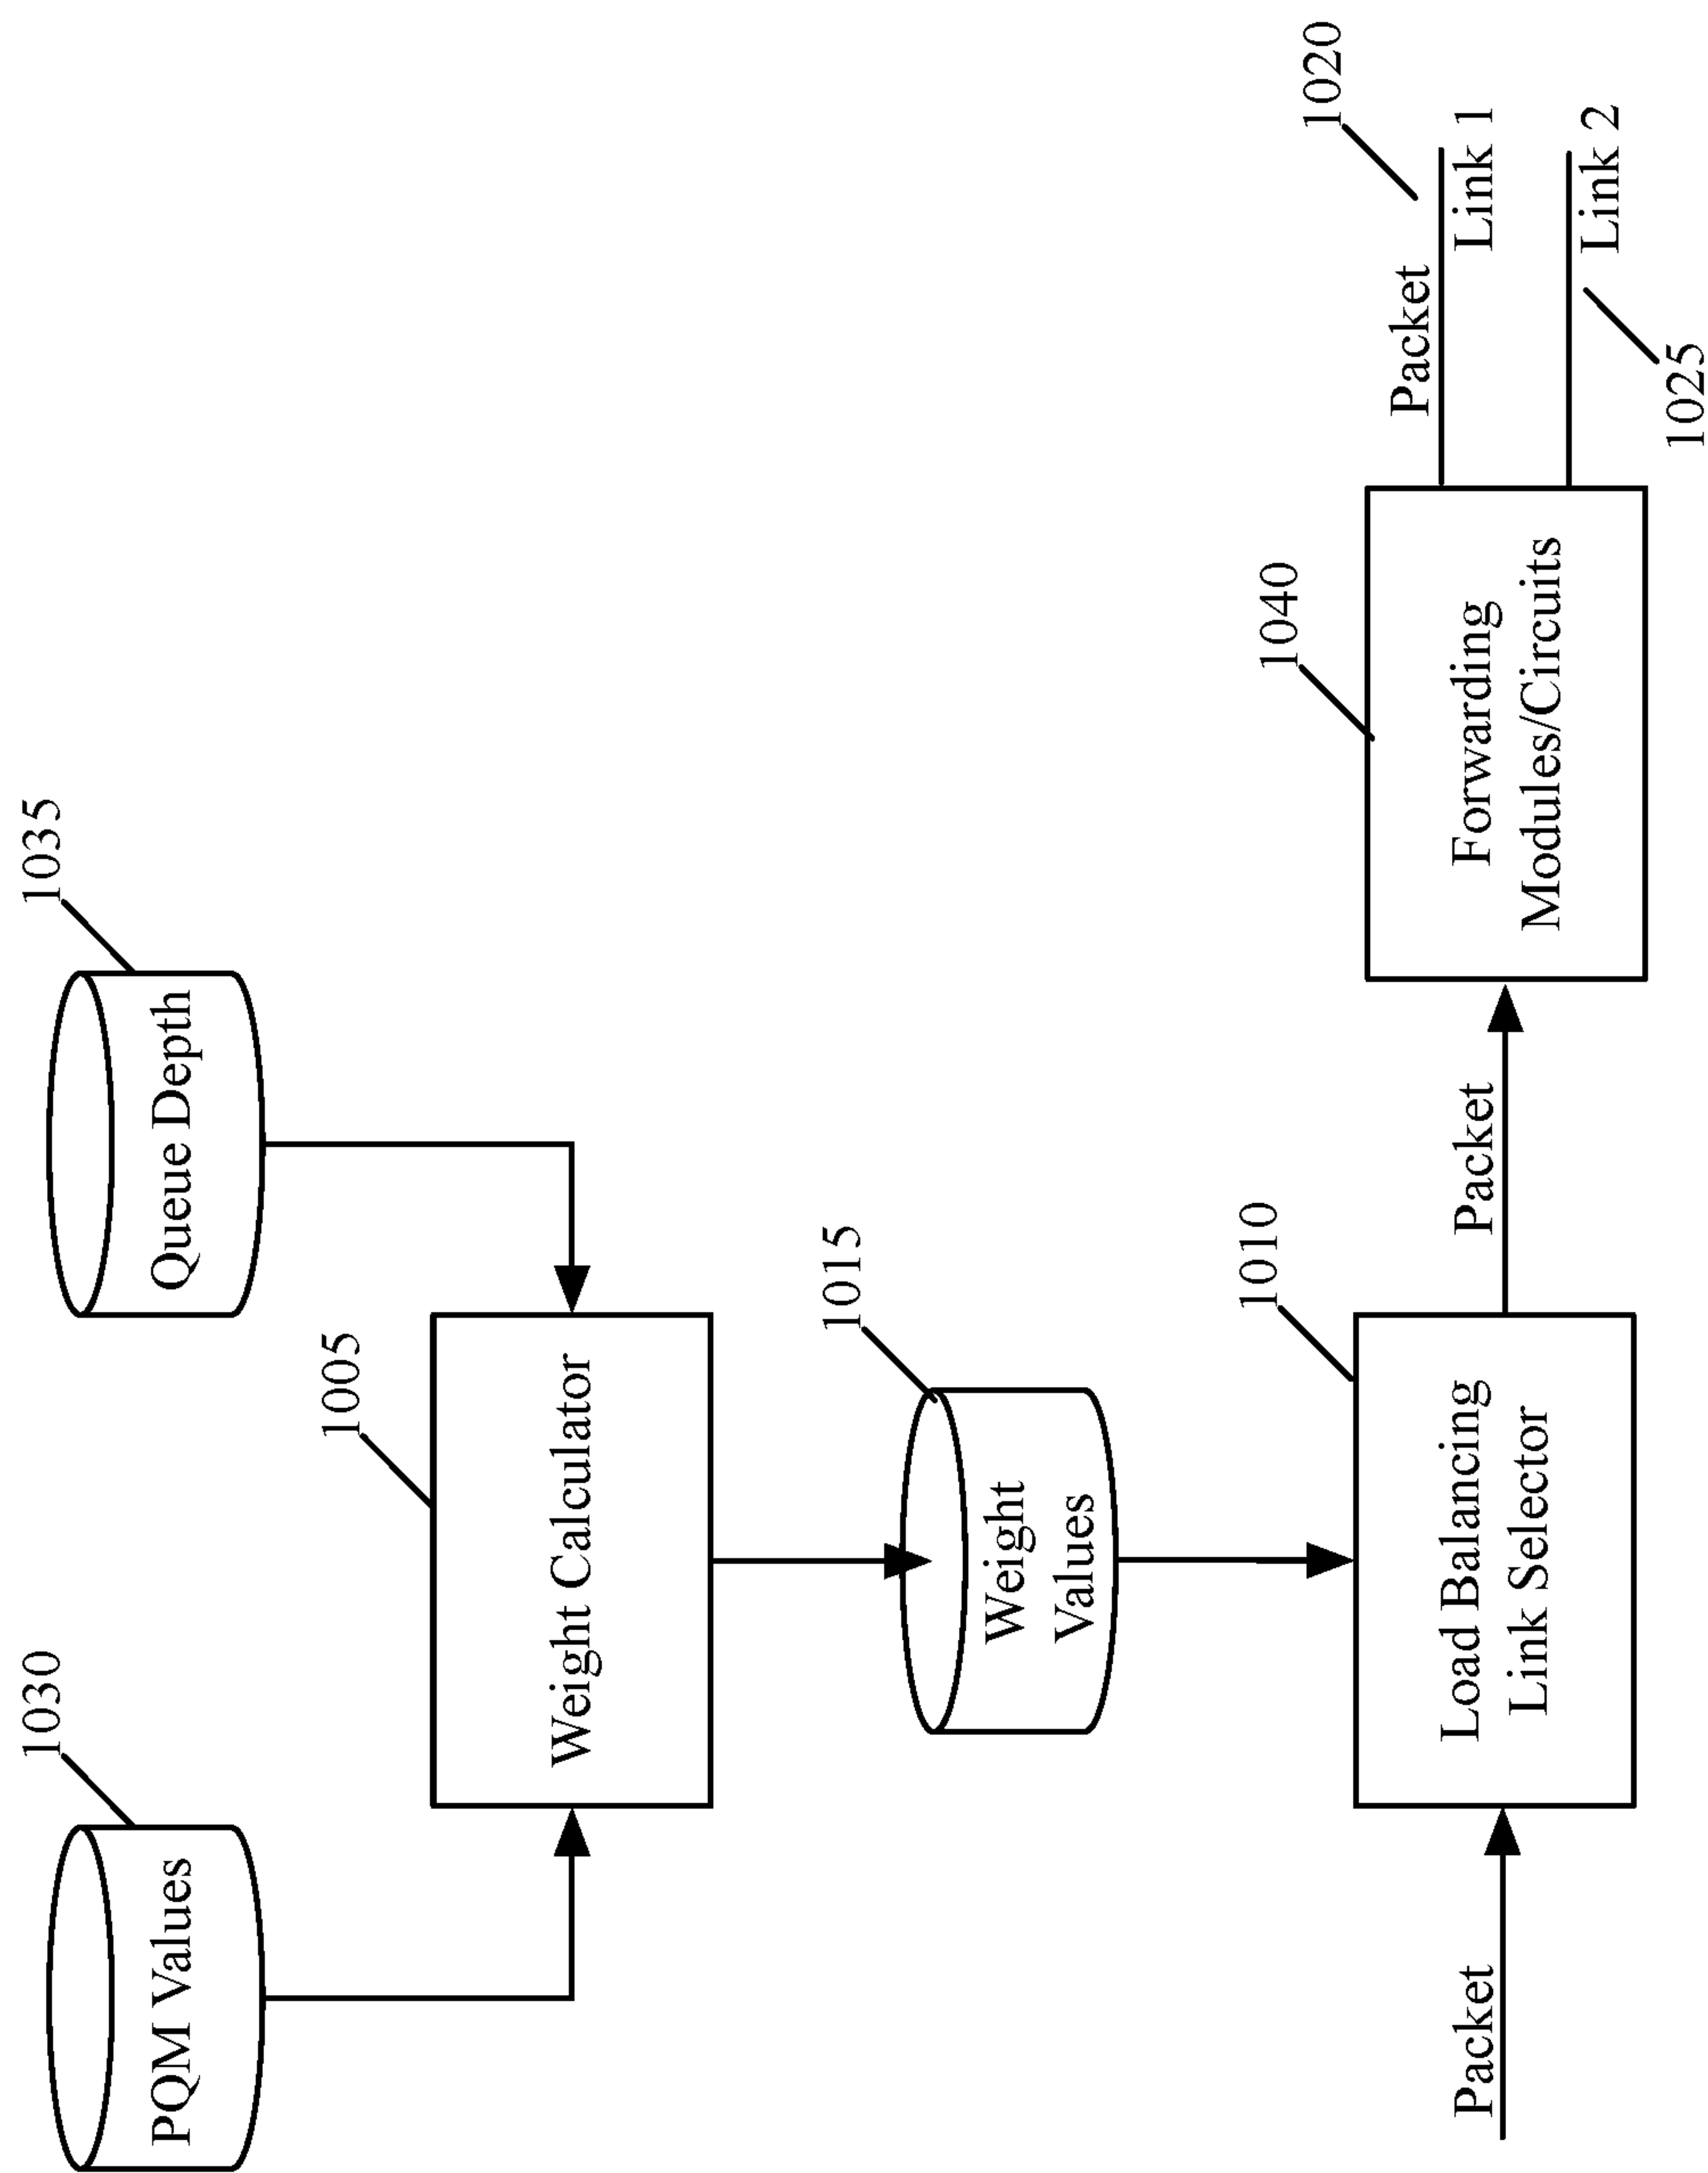 1030
1035
PQM Values
Queue Depth
1005
Weight Calculator
1015
Weight
Values
1010
1040
1020
Packet
Load Balancing
Link Selector
Packet
Forwarding
Modules/Circuits
Packet
Link 1
Link 2
1025